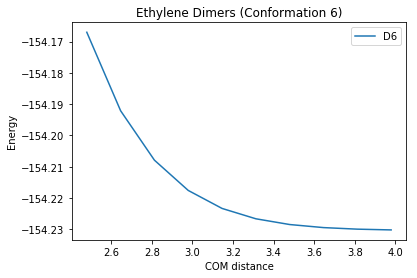 Ethylene Dimers (Conformation 6)
D6
Energy
−154.17
−154.18
−154.19
−154.20
−154.21
−154.22
−154.23
2.6 2.8 3.0 3.2 3.4 3.6 3.8 4.0
COM distance